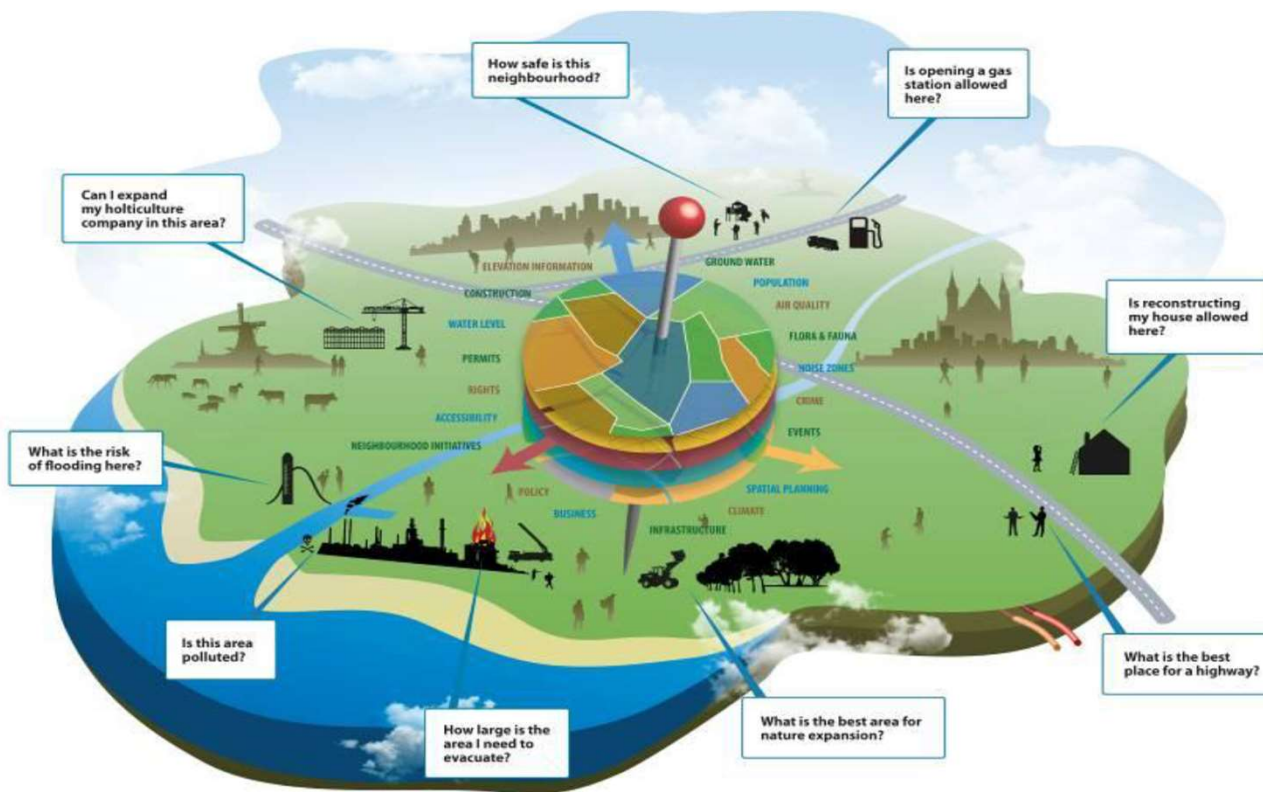 How safe is this
neighbourhood?
Is opening a gas
station allowed
here?
Can I expand
my holticulture
company in this area?
ELEVATION INFORMATION
GROUND WATER
CONSTRUCTION
POPULATION
AIR QUALITY
WATER LEVEL
FLORA & FAUNA
PERMITS
NOISE ZONES
RIGHTS
CRIME
ACCESSIBILITY
EVENTS
NEIGHBOURHOOD INITIATIVES
POLICY
SPATIAL PLANNING
BUSINESS
CLIMATE
INFRASTRUCTURE
Is reconstructing
my house allowed
here?
What is the risk
of flooding here?
Is this area
polluted?
How large is the
area I need to
evacuate?
What is the best area for
nature expansion?
What is the best
place for a highway?